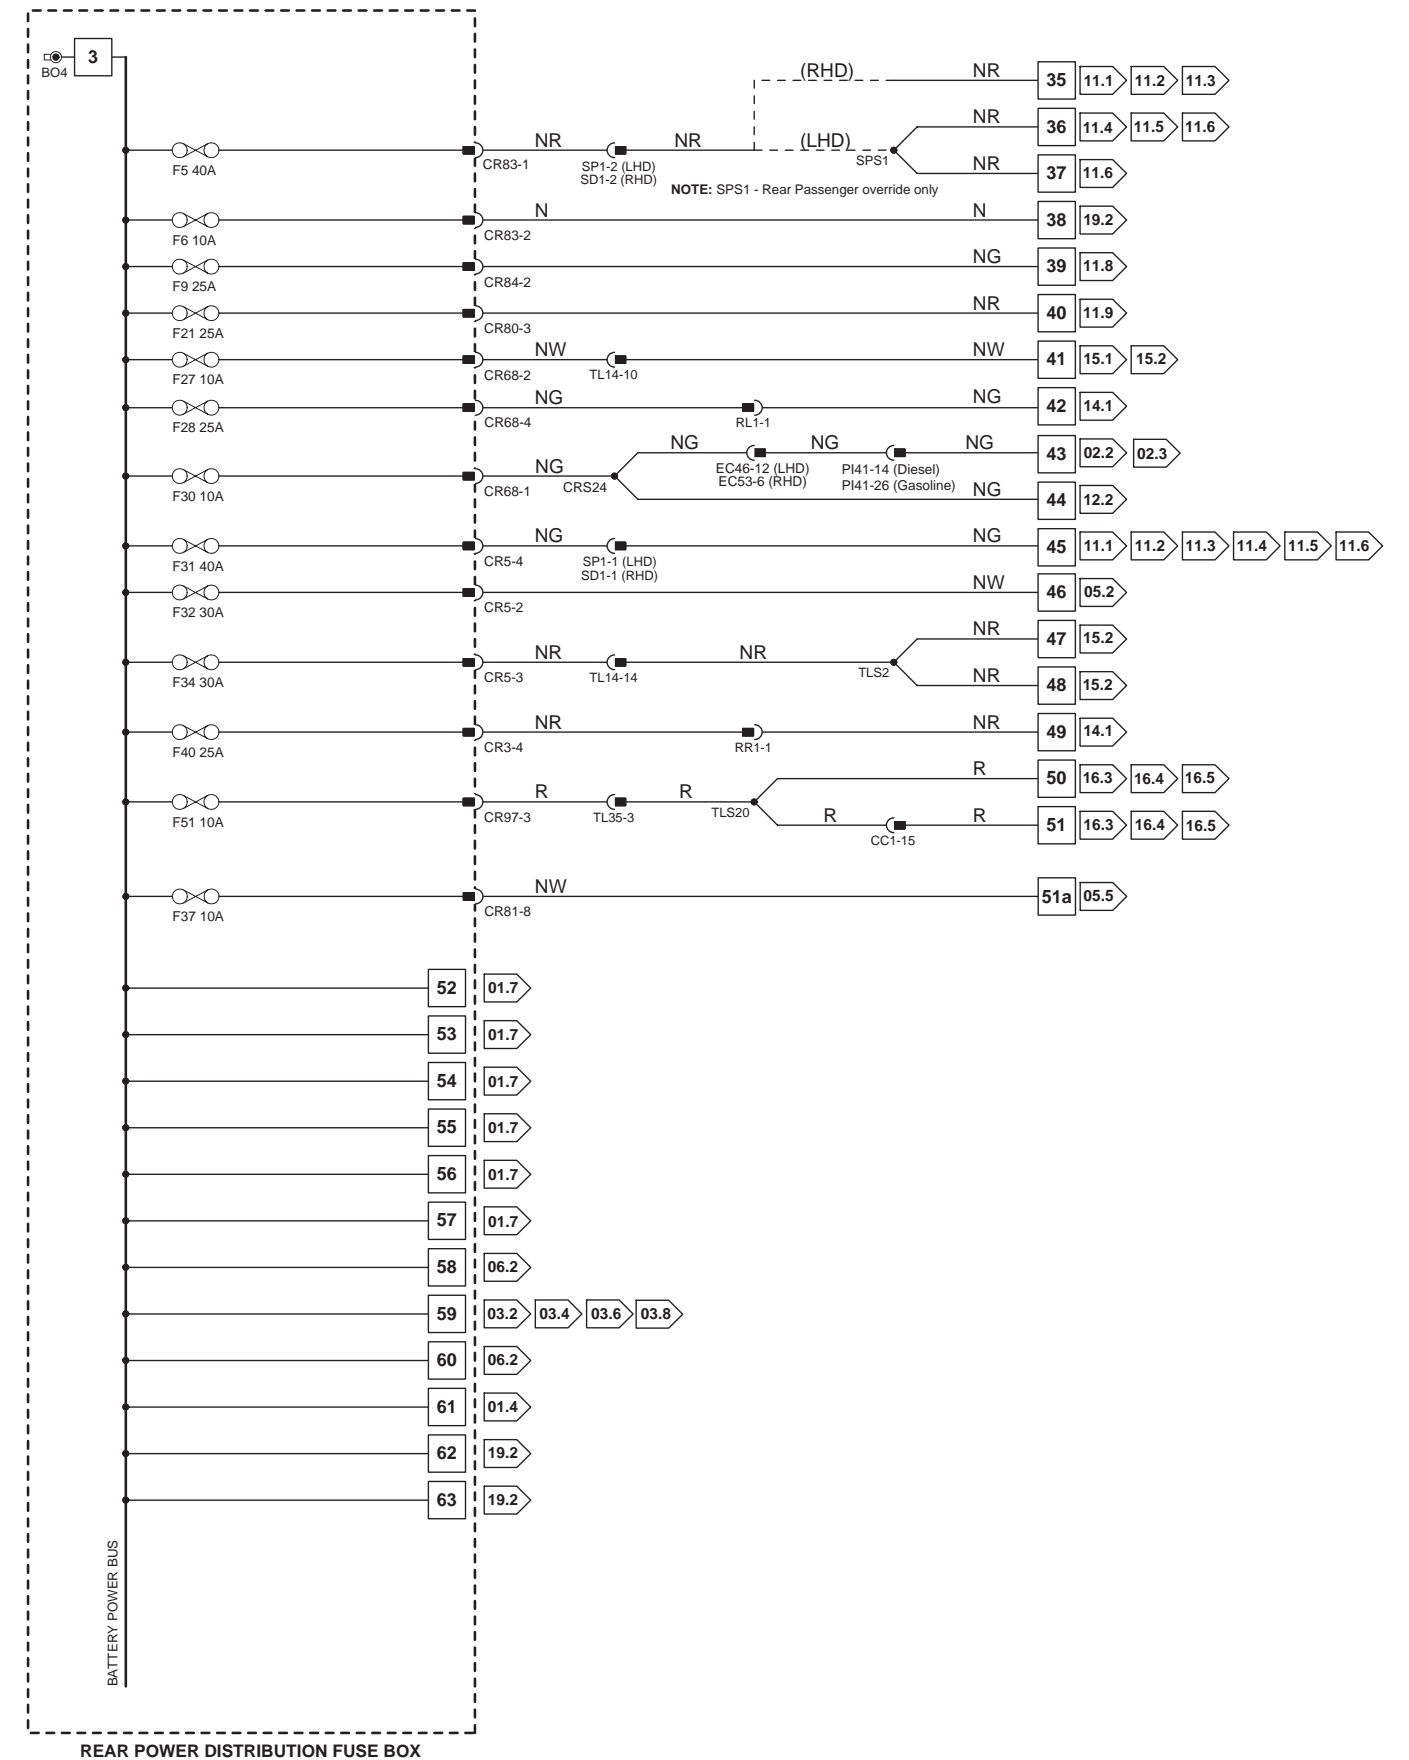 3
BO4
(RHD) NR 35 11.1 11.2 11.3
NR 36 11.4 11.5 11.6
F5 40A CR83-1 NR SP1-2 (LHD) NR (LHD) SPS1
SD1-2 (RHD)
NR 37 11.6
NOTE: SPS1 - Rear Passenger override only
F6 10A CR83-2 N N 38 19.2
F9 25A CR84-2 NG 39 11.8
F21 25A CR80-3 NR 40 11.9
F27 10A CR68-2 NW TL14-10 NW 41 15.1 15.2
F28 25A CR68-4 NG RL1-1 NG 42 14.1
NG NG NG 43 02.2 02.3
EC46-12 (LHD) PI41-14 (Diesel)
EC53-6 (RHD) PI41-26 (Gasoline)
F30 10A CR68-1 NG CRS24
NG 44 12.2
F31 40A CR5-4 NG SP1-1 (LHD) NG 45 11.1 11.2 11.3 11.4 11.5 11.6
SD1-1 (RHD)
F32 30A CR5-2 NW 46 05.2
NR 47 15.2
F34 30A CR5-3 NR TL14-14 NR TLS2
NR 48 15.2
F40 25A CR3-4 NR RR1-1 NR 49 14.1
R 50 16.3 16.4 16.5
F51 10A CR97-3 R TL35-3 R TLS20
R CC1-15 R 51 16.3 16.4 16.5
F37 10A CR81-8 NW 51a 05.5
52 01.7
53 01.7
54 01.7
55 01.7
56 01.7
57 01.7
58 06.2
59 03.2 03.4 03.6 03.8
60 06.2
61 01.4
62 19.2
63 19.2
BATTERY POWER BUS
REAR POWER DISTRIBUTION FUSE BOX